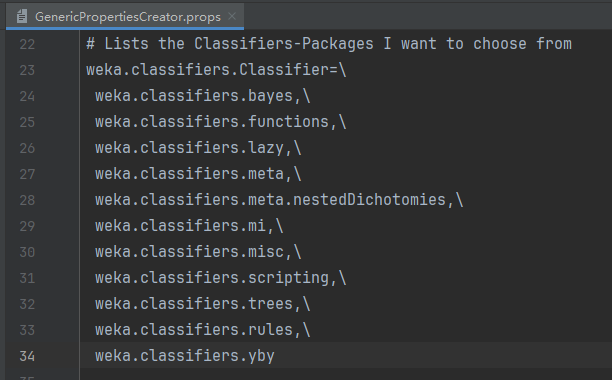 GenericPropertiesCreator.props
22 # Lists the Classifiers-Packages I want to choose from
23 weka.classifiers.Classifier=\
24 weka.classifiers.bayes,\
25 weka.classifiers.functions,\
26 weka.classifiers.lazy,\
27 weka.classifiers.meta,\
28 weka.classifiers.meta.nestedDichotomies,\
29 weka.classifiers.mi,\
30 weka.classifiers.misc,\
31 weka.classifiers.scripting,\
32 weka.classifiers.trees,\
33 weka.classifiers.rules,\
34 weka.classifiers.yby